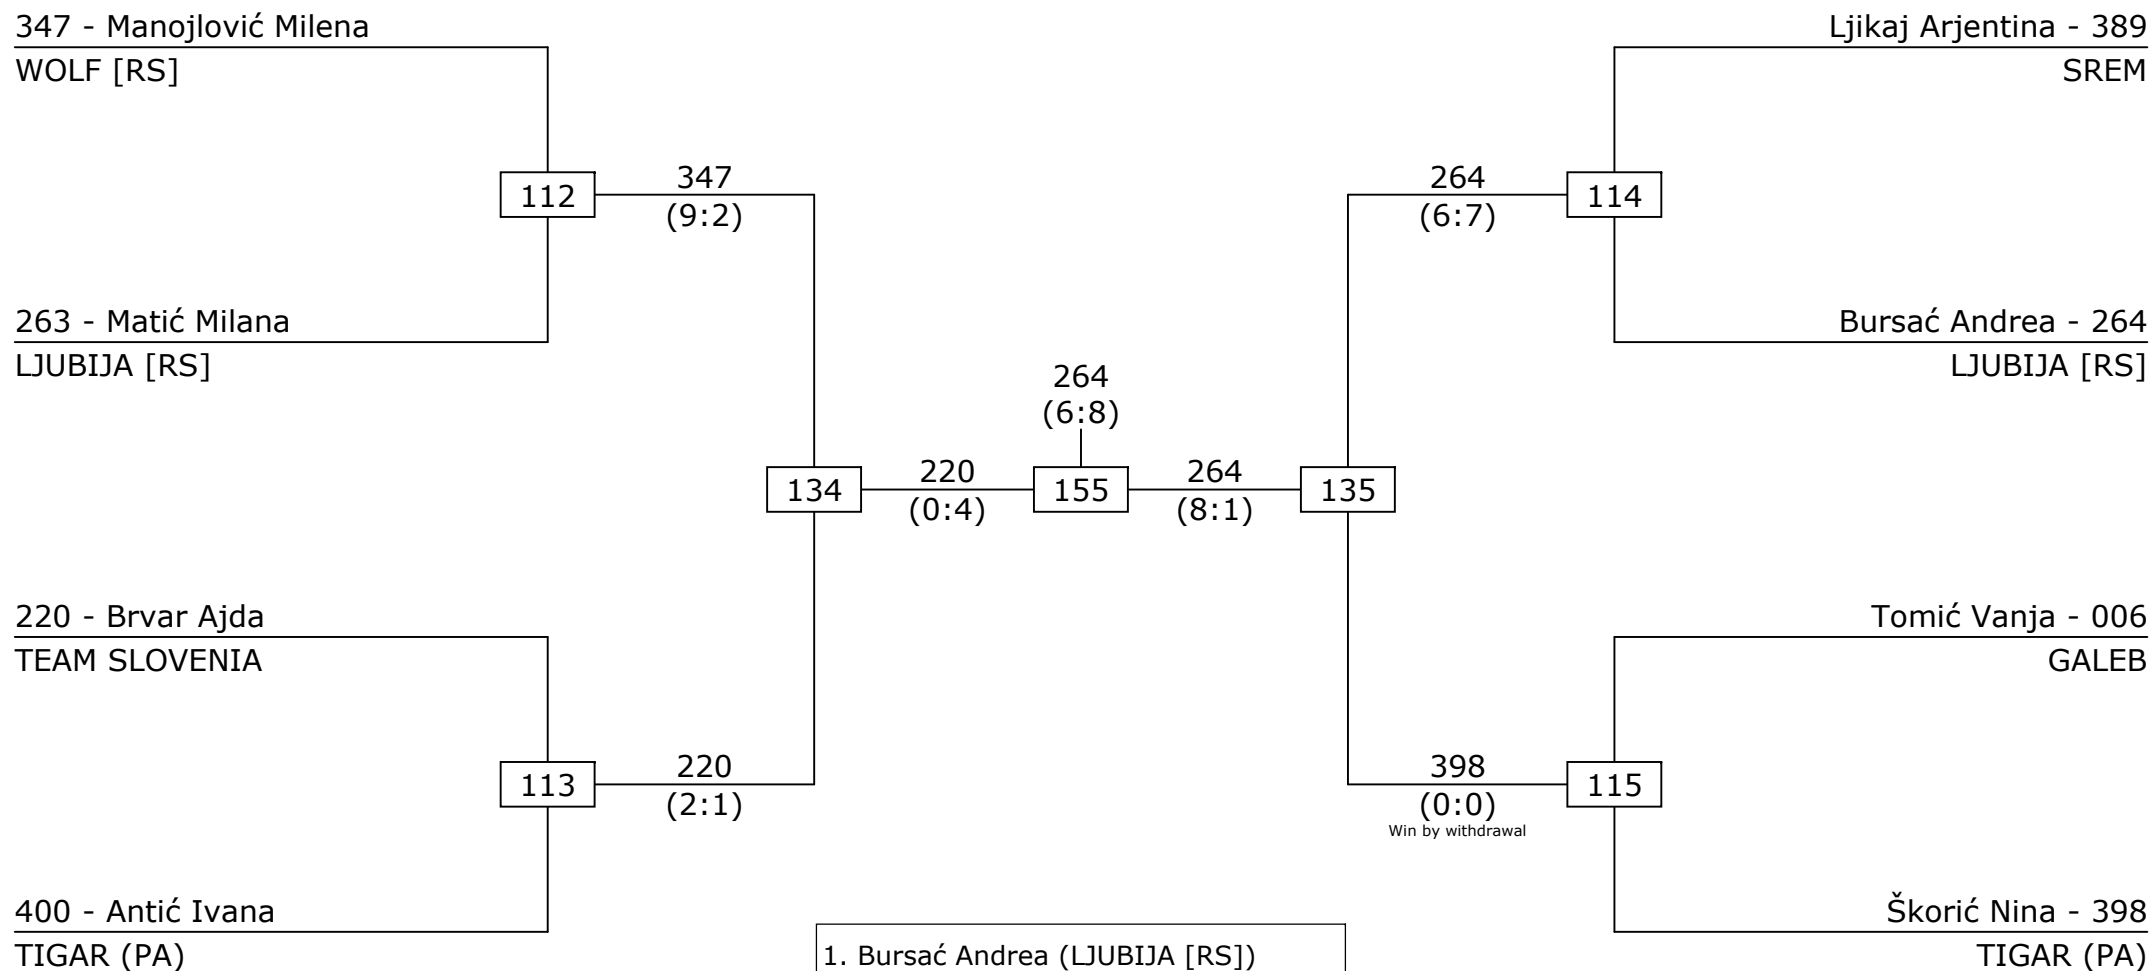 347 - Manojlović Milena
WOLF [RS]
Ljikaj Arjentina - 389
SREM
112
347
(9:2)
264
(6:7)
114
263 - Matić Milana
LJUBIJA [RS]
Bursać Andrea - 264
LJUBIJA [RS]
264
(6:8)
134
220
(0:4)
155
264
(8:1)
135
220 - Brvar Ajda
TEAM SLOVENIA
Tomić Vanja - 006
GALEB
113
220
(2:1)
398
(0:0)
Win by withdrawal
115
400 - Antić Ivana
TIGAR (PA)
Škorić Nina - 398
TIGAR (PA)
1. Bursać Andrea (LJUBIJA [RS])